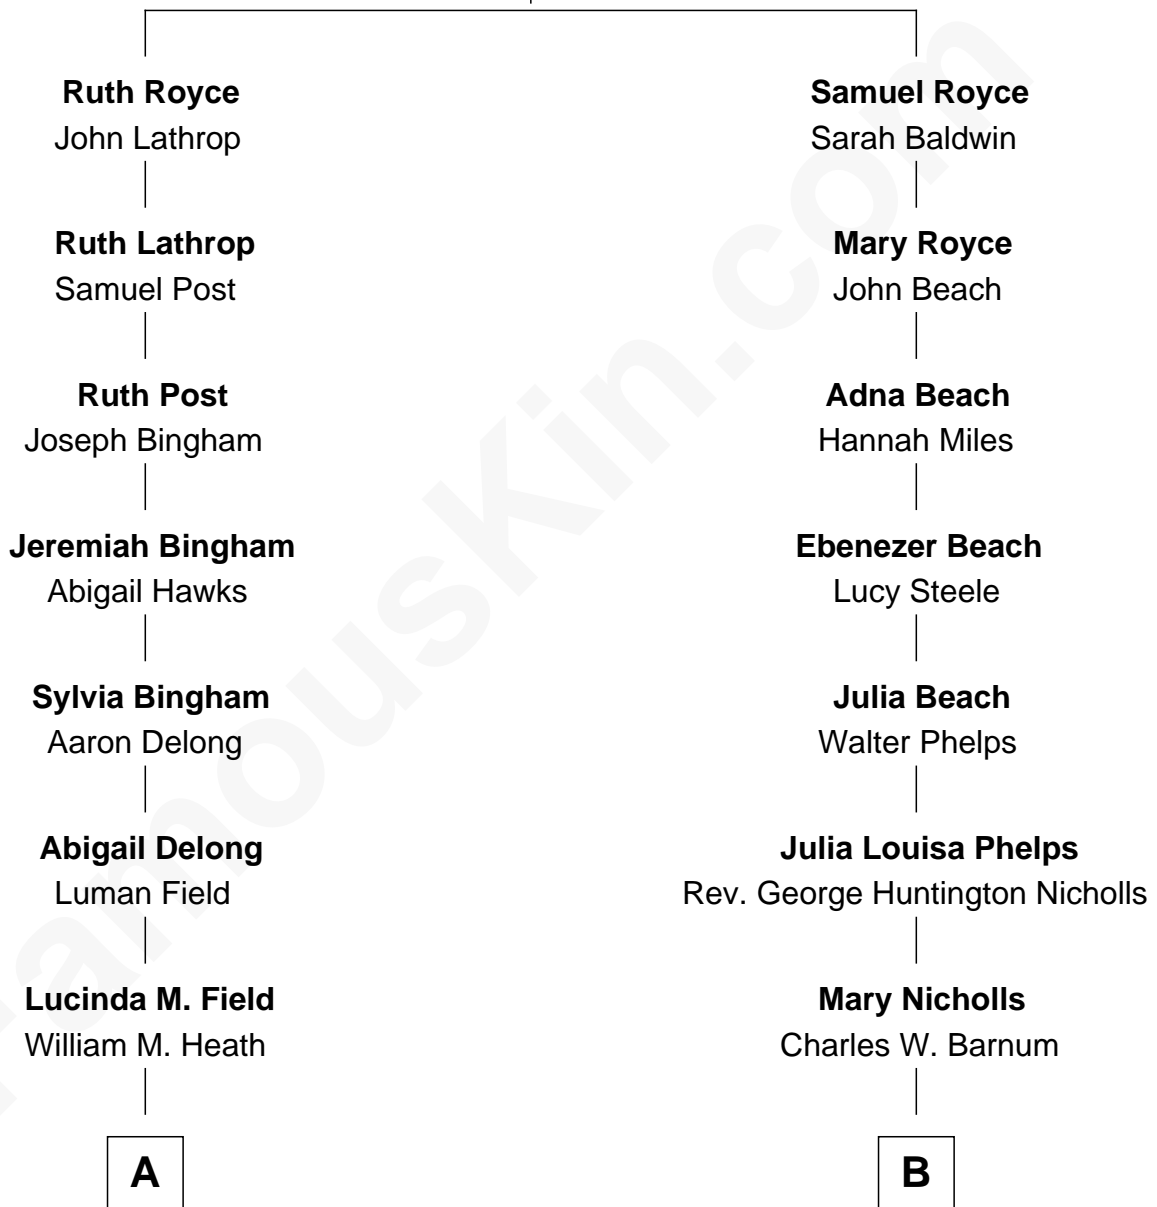 Ruth Royce
John Lathrop
Ruth Lathrop
Samuel Post
Ruth Post
Joseph Bingham
Jeremiah Bingham
Abigail Hawks
Sylvia Bingham
Aaron Delong
Abigail Delong
Luman Field
Lucinda M. Field
William M. Heath
A
Samuel Royce
Sarah Baldwin
Mary Royce
John Beach
Adna Beach
Hannah Miles
Ebenezer Beach
Lucy Steele
Julia Beach
Walter Phelps
Julia Louisa Phelps
Rev. George Huntington Nicholls
Mary Nicholls
Charles W. Barnum
B
FamousKin.com